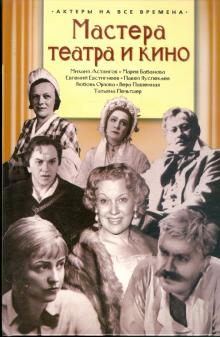 • АКТЕРЫ НА ВСЕ ВРЕМЕНА •
Мастера
театра и кино
Михаил Астангов • Мария Бабанова
Евгений Евстигнеев • Павел Луспекаев
Любовь Орлова • Вера Пашенная
Татьяна Пельтцер